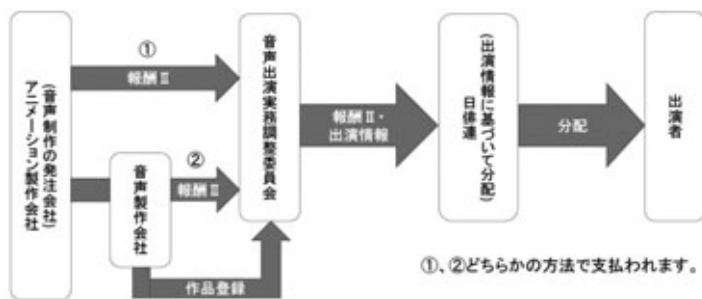 アニメーション製作会社
(音声制作の発注会社)
①
報酬Ⅱ
音声製作会社
②
報酬Ⅱ
作品登録
音声出演実務調整委員会
報酬Ⅱ・
出演情報
日俳連
(出演情報に基づいて分配)
分配
出演者
①、②どちらかの方法で支払われます。